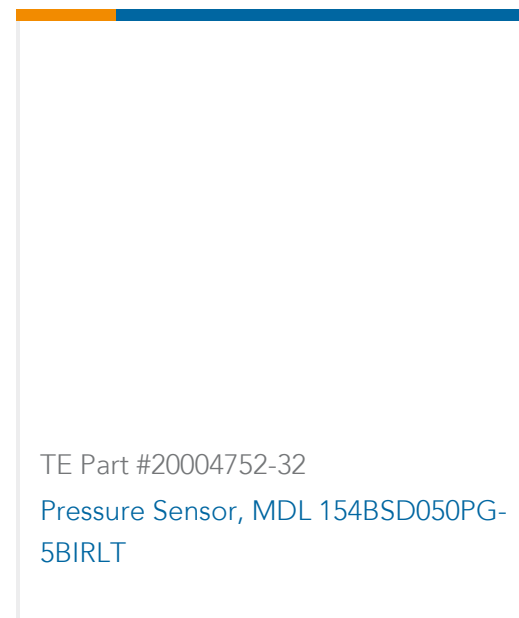 TE Part #20004752-32
Pressure Sensor, MDL 154BSD050PG-
5BIRLT